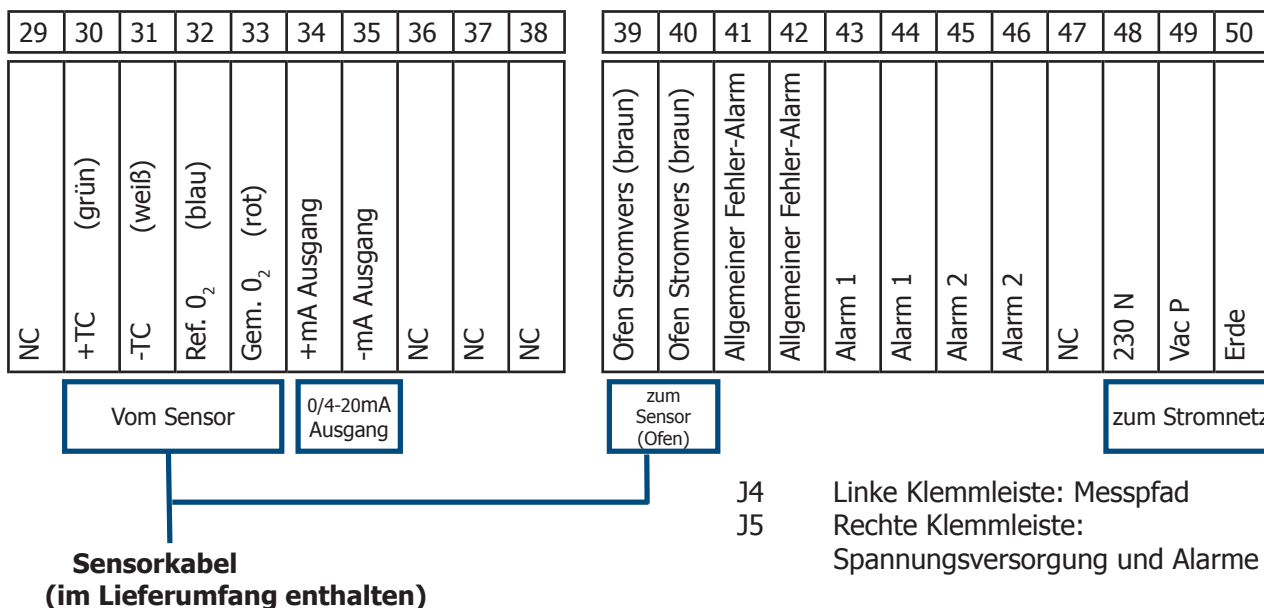 29 30 31 32 33 34 35 36 37 38
39 40 41 42 43 44 45 46 47 48 49 50
NC
+TC (grün)
-TC (weiß)
Ref. 0₂ (blau)
Gem. 0₂ (rot)
+mA Ausgang
-mA Ausgang
NC
NC
NC
Ofen Stromvers (braun)
Ofen Stromvers (braun)
Allgemeiner Fehler-Alarm
Allgemeiner Fehler-Alarm
Alarm 1
Alarm 1
Alarm 2
Alarm 2
NC
230 N
Vac P
Erde
Vom Sensor
0/4-20mA
Ausgang
zum
Sensor
(Ofen)
zum Stromnetz
J4 Linke Klemmleiste: Messpfad
J5 Rechte Klemmleiste:
Spannungsversorgung und Alarme
Sensorkabel
(im Lieferumfang enthalten)